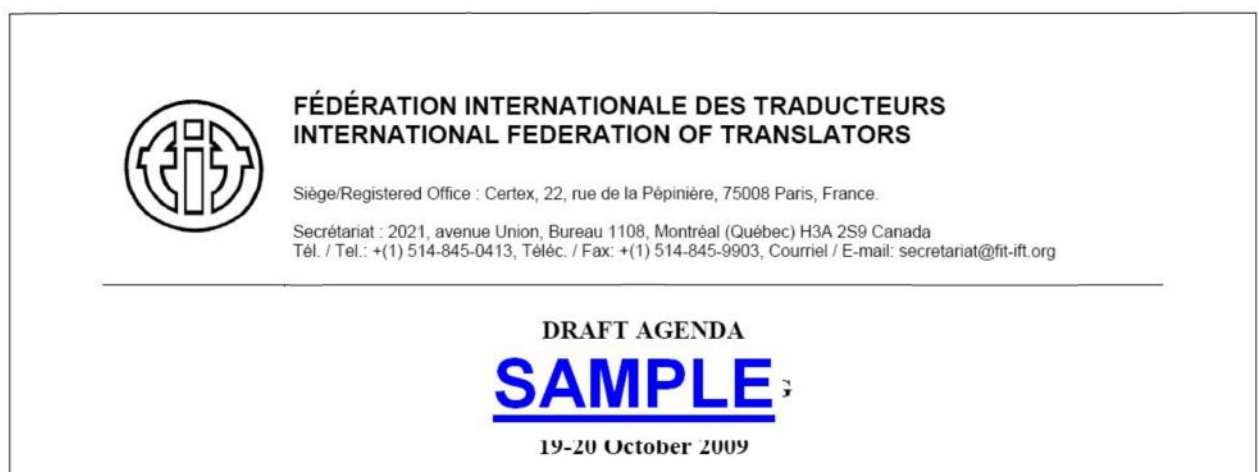 fit
FÉDÉRATION INTERNATIONALE DES TRADUCTEURS
INTERNATIONAL FEDERATION OF TRANSLATORS
Siège/Registered Office : Certex, 22, rue de la Pépinière, 75008 Paris, France.
Secrétariat : 2021, avenue Union, Bureau 1108, Montréal (Québec) H3A 2S9 Canada
Tél. / Tel.: +(1) 514-845-0413, Téléc. / Fax: +(1) 514-845-9903, Courriel / E-mail: secretariat@fit-ift.org
DRAFT AGENDA
SAMPLE
19-20 October 2009